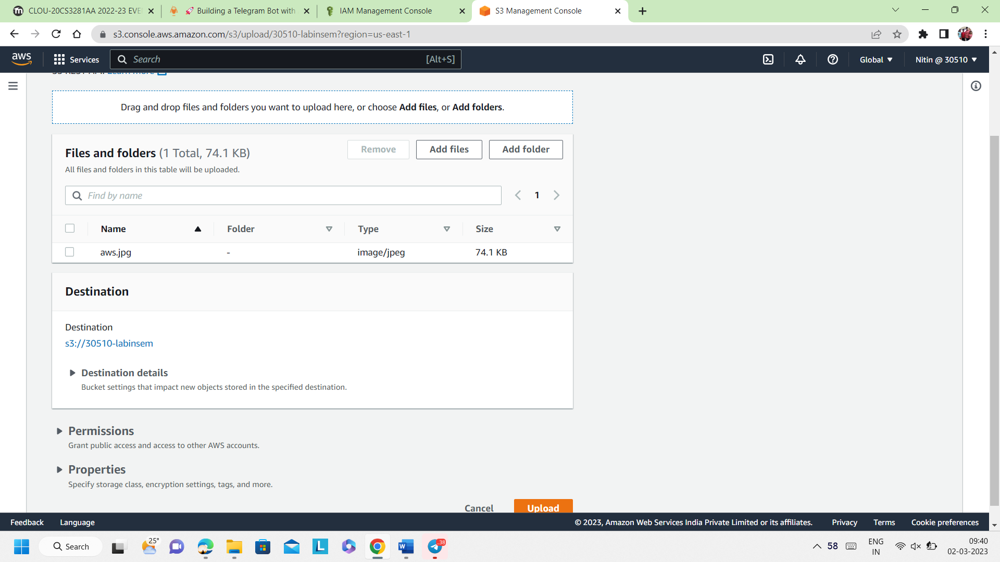 CLOU-20CS3281AA 2022-23 EVE
🚀 Building a Telegram Bot with
IAM Management Console
S3 Management Console
s3.console.aws.amazon.com/s3/upload/30510-labinsem?region=us-east-1
aws
Services
Search
[Alt+S]
Global
Nitin @ 30510
S3 REST API. Learn more
Drag and drop files and folders you want to upload here, or choose Add files, or Add folders.
Files and folders (1 Total, 74.1 KB)
Remove
Add files
Add folder
All files and folders in this table will be uploaded.
Find by name
1
Name
Folder
Type
Size
aws.jpg
-
image/jpeg
74.1 KB
Destination
Destination
s3://30510-labinsem
Destination details
Bucket settings that impact new objects stored in the specified destination.
Permissions
Grant public access and access to other AWS accounts.
Properties
Specify storage class, encryption settings, tags, and more.
Cancel
Upload
Feedback
Language
© 2023, Amazon Web Services India Private Limited or its affiliates.
Privacy
Terms
Cookie preferences
Search
25°
L
W
..38
58
ENG
IN
09:40
02-03-2023